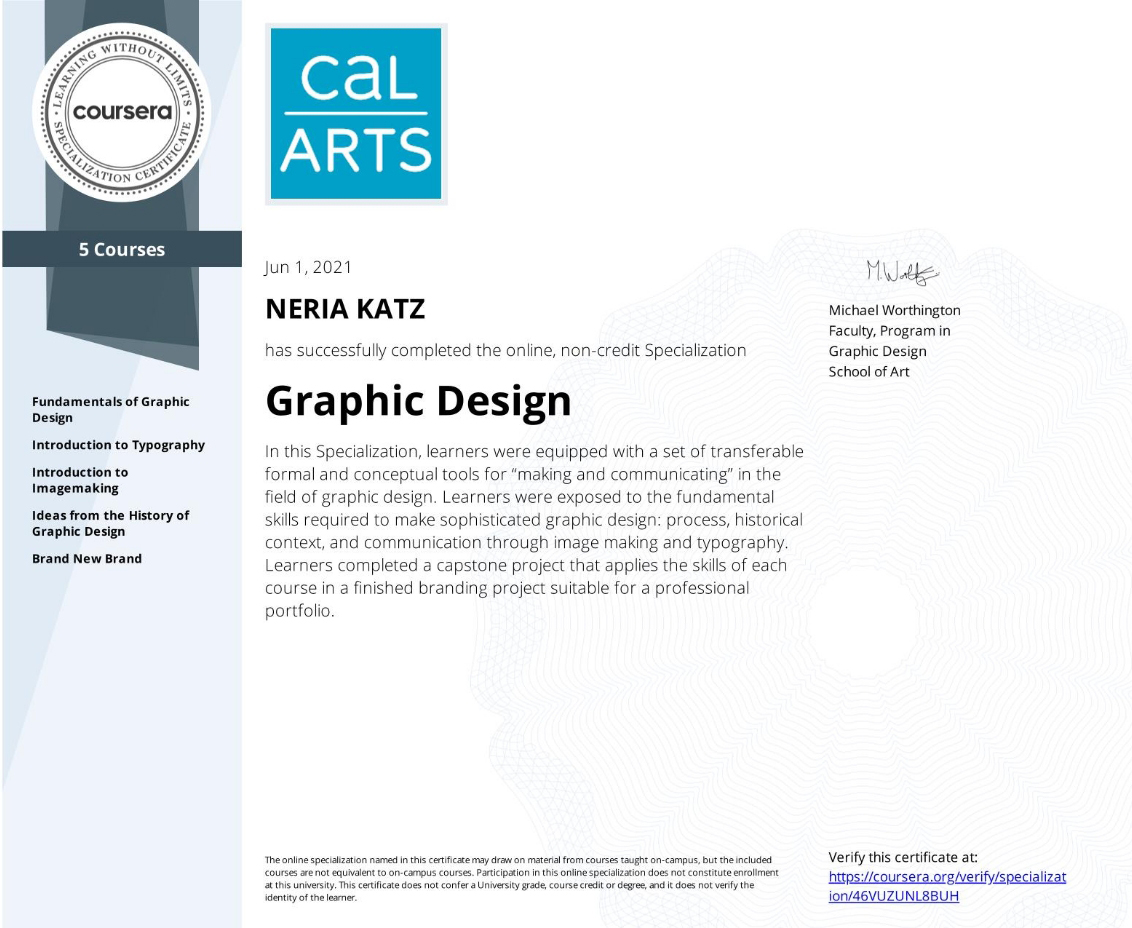 LEARNING WITHOUT LIMITS
coursera
SPECIALIZATION CERTIFICATE
5 Courses
Fundamentals of Graphic
Design
Introduction to Typography
Introduction to
Imagemaking
Ideas from the History of
Graphic Design
Brand New Brand
CaL
ARTS
Jun 1, 2021
NERIA KATZ
has successfully completed the online, non-credit Specialization
Graphic Design
In this Specialization, learners were equipped with a set of transferable
formal and conceptual tools for “making and communicating” in the
field of graphic design. Learners were exposed to the fundamental
skills required to make sophisticated graphic design: process, historical
context, and communication through image making and typography.
Learners completed a capstone project that applies the skills of each
course in a finished branding project suitable for a professional
portfolio.
Michael Worthington
Faculty, Program in
Graphic Design
School of Art
The online specialization named in this certificate may draw on material from courses taught on-campus, but the included
courses are not equivalent to on-campus courses. Participation in this online specialization does not constitute enrollment
at this university. This certificate does not confer a University grade, course credit or degree, and it does not verify the
identity of the learner.
Verify this certificate at:
https://coursera.org/verify/specializat
ion/46VUZUNL8BUH